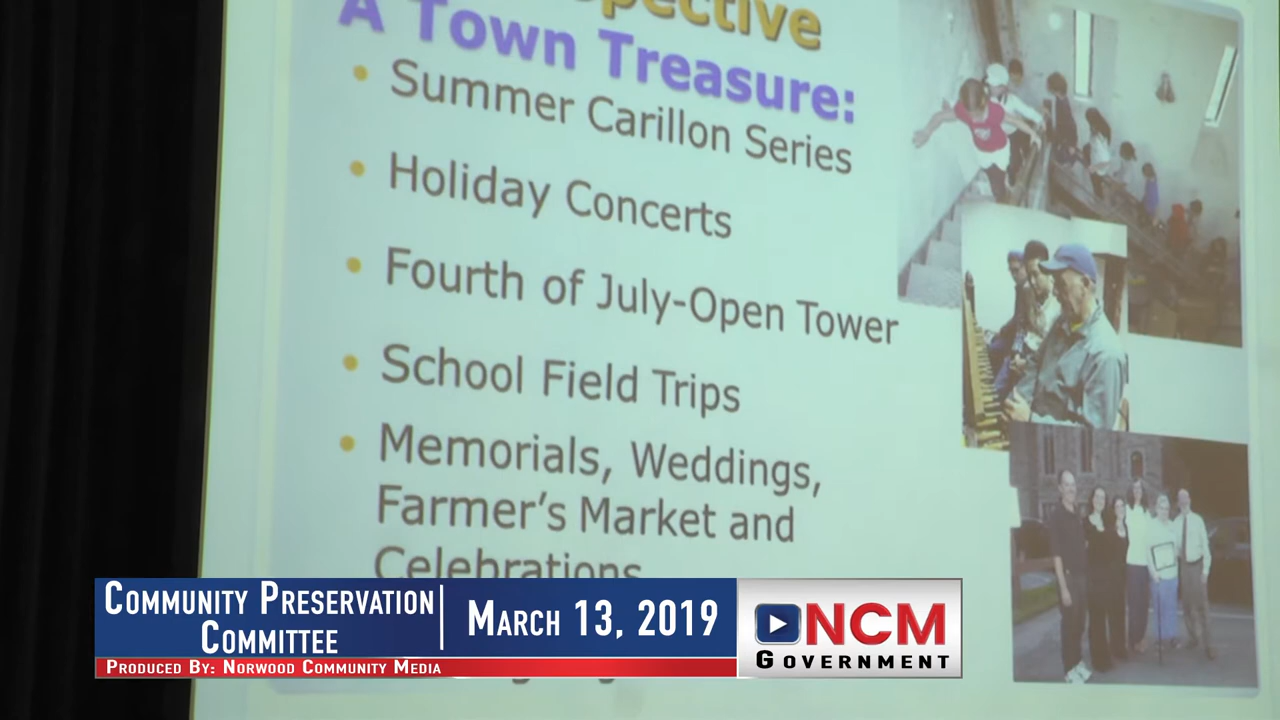 A Town Treasure:
• Summer Carillon Series
• Holiday Concerts
• Fourth of July-Open Tower
• School Field Trips
• Memorials, Weddings,
Farmer's Market and
Celebrations
Community Preservation
Committee
March 13, 2019
Produced By: Norwood Community Media
NCM
Government